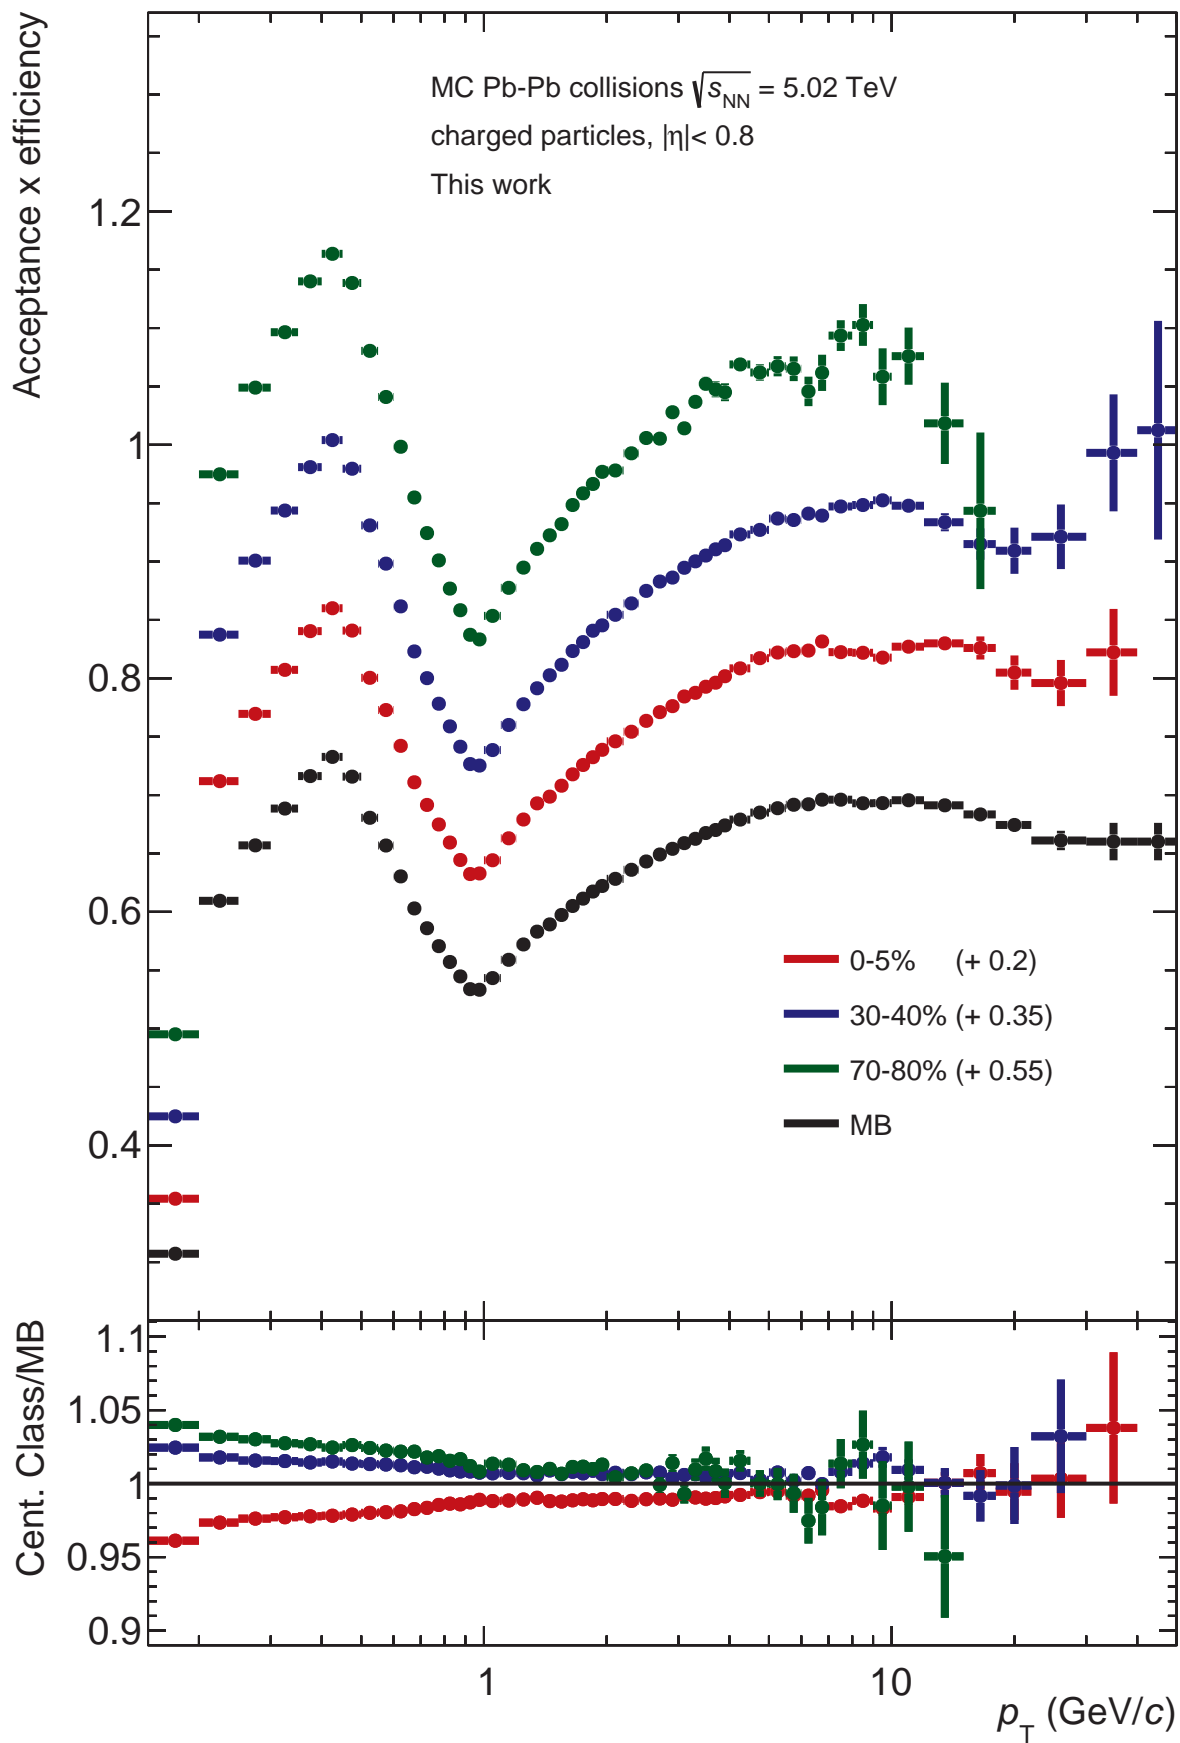 Acceptance x efficiency
MC Pb-Pb collisions √sNN = 5.02 TeV
charged particles, |η|< 0.8
This work
1.2
1
0.8
0.6
0.4
0-5% (+ 0.2)
30-40% (+ 0.35)
70-80% (+ 0.55)
MB
Cent. Class/MB
1.1
1.05
1
0.95
0.9
1
10
pT (GeV/c)